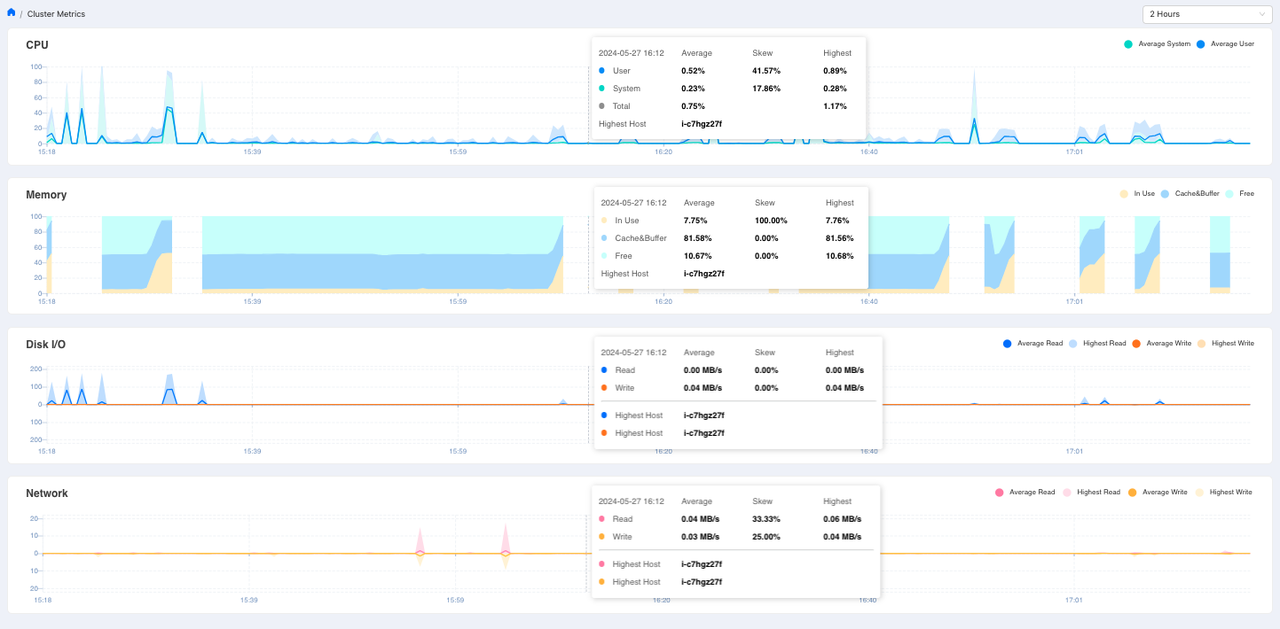 / Cluster Metrics
2 Hours
CPU
Average System Average User
100
80
60
40
20
0
15:18 15:39 15:59 16:20 16:40 17:01
2024-05-27 16:12 Average Skew Highest
User 0.52% 41.57% 0.89%
System 0.23% 17.86% 0.28%
Total 0.75% 1.17%
Highest Host i-c7hgz27f
Memory
In Use Cache&Buffer Free
100
80
60
40
20
0
15:18 15:39 15:59 16:20 16:40 17:01
2024-05-27 16:12 Average Skew Highest
In Use 7.75% 100.00% 7.76%
Cache&Buffer 81.58% 0.00% 81.56%
Free 10.67% 0.00% 10.68%
Highest Host i-c7hgz27f
Disk I/O
Average Read Highest Read Average Write Highest Write
200
100
0
100
200
15:18 15:39 15:59 16:20 16:40 17:01
2024-05-27 16:12 Average Skew Highest
Read 0.00 MB/s 0.00% 0.00 MB/s
Write 0.04 MB/s 0.00% 0.04 MB/s
Highest Host i-c7hgz27f
Highest Host i-c7hgz27f
Network
Average Read Highest Read Average Write Highest Write
20
10
0
10
20
15:18 15:39 15:59 16:20 16:40 17:01
2024-05-27 16:12 Average Skew Highest
Read 0.04 MB/s 33.33% 0.06 MB/s
Write 0.03 MB/s 25.00% 0.04 MB/s
Highest Host i-c7hgz27f
Highest Host i-c7hgz27f